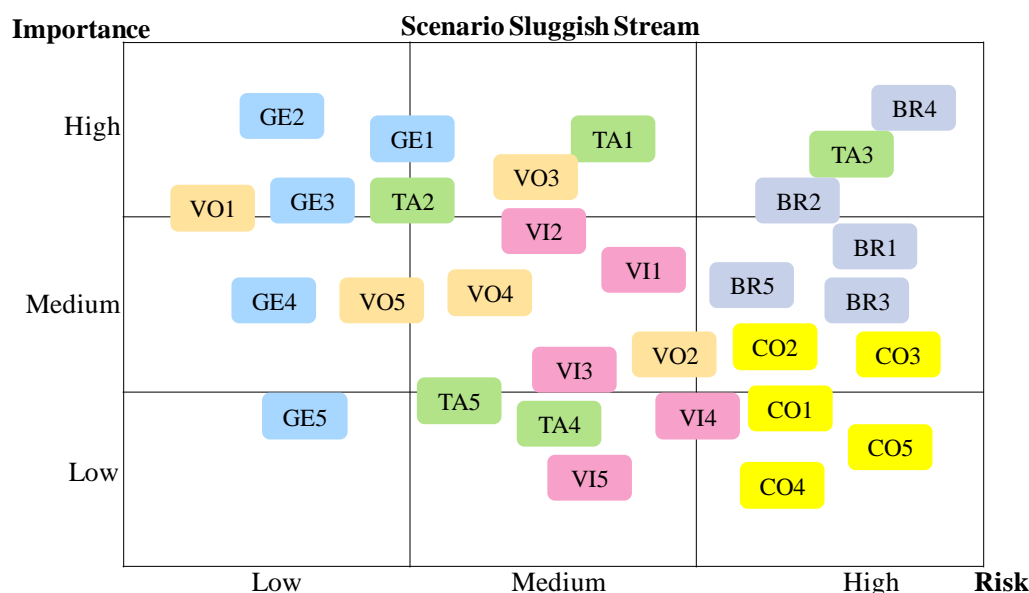 Scenario Sluggish Stream
Importance
BR4
GE2
High
GE1
TA1
TA3
VO3
GE3
TA2
BR2
VO1
VI2
BR1
VI1
BR5
VO4
GE4
VO5
BR3
Medium
CO2
VO2
CO3
VI3
TA5
CO1
GE5
VI4
TA4
CO5
Low
VI5
CO4
Low
Medium
High
Risk